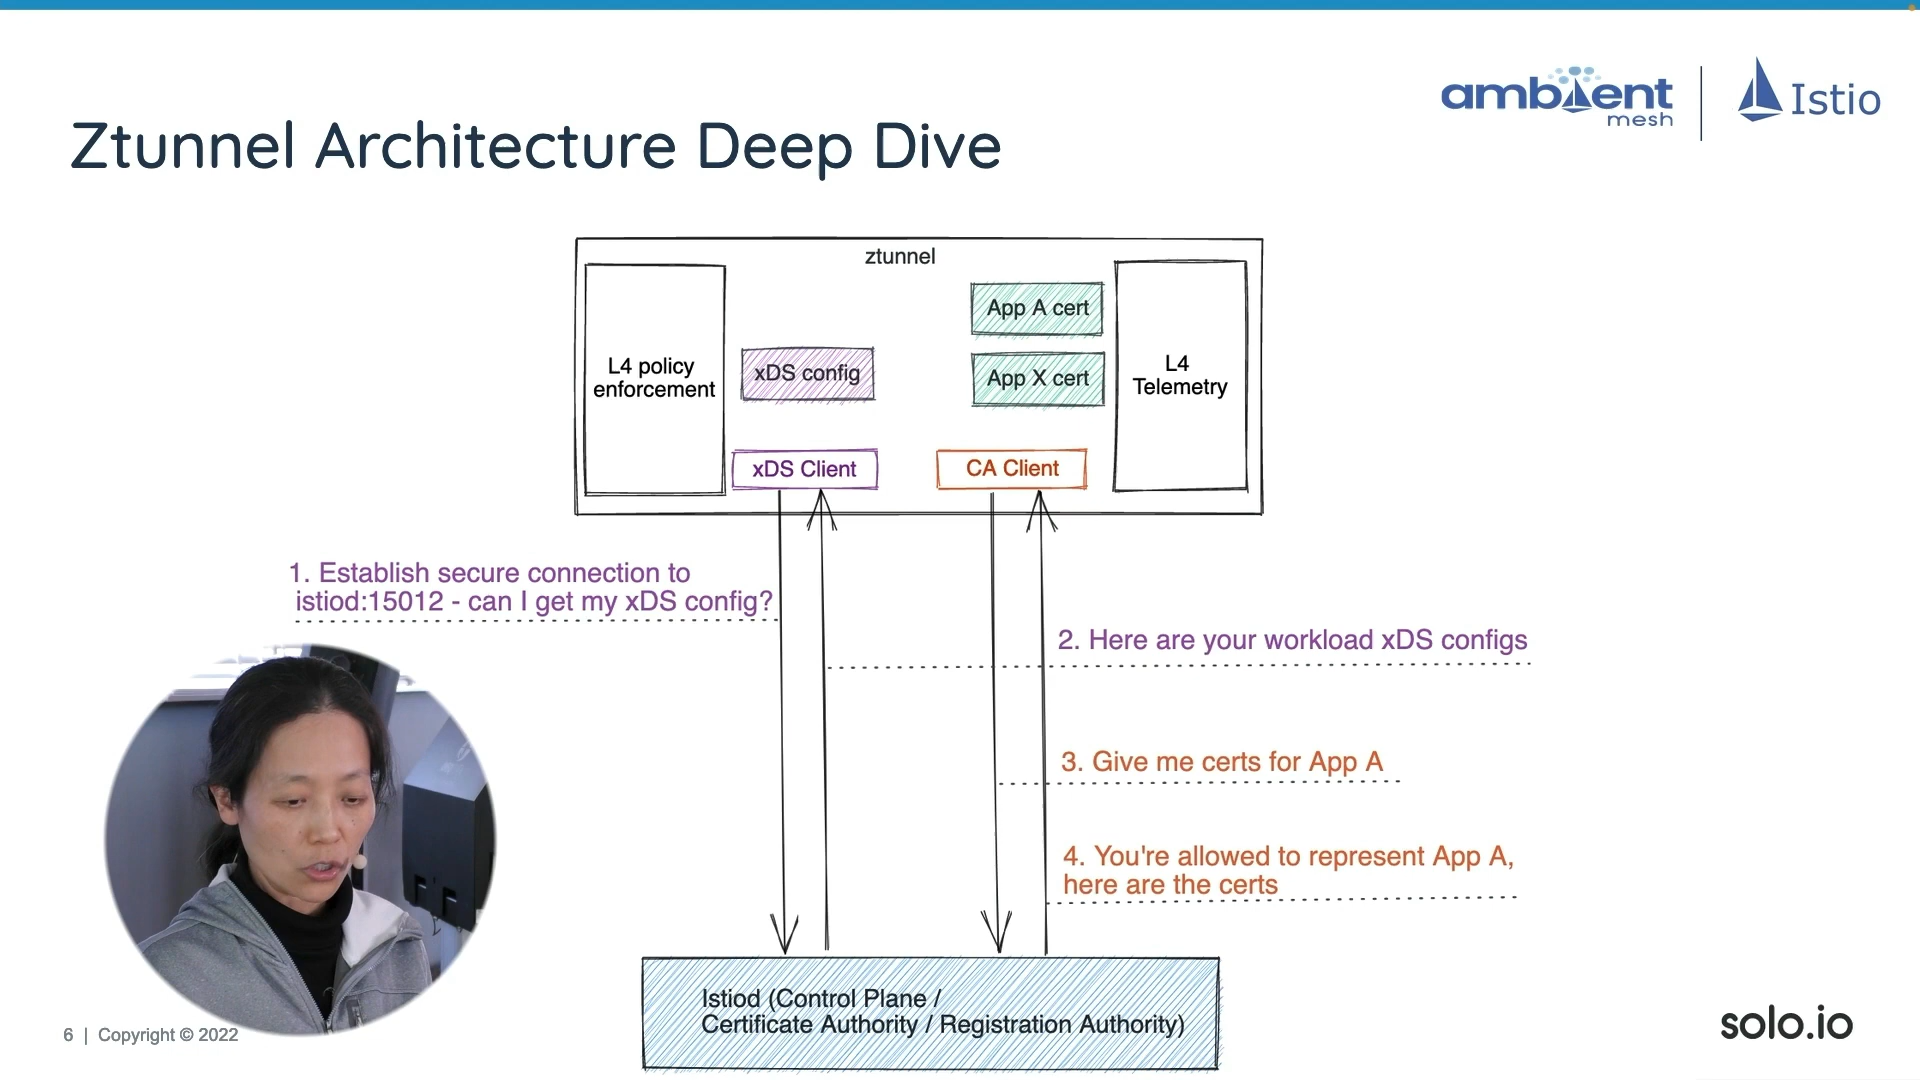 ambient
mesh
Istio
Ztunnel Architecture Deep Dive
ztunnel
App A cert
L4 policy
enforcement
xDS config
App X cert
L4
Telemetry
xDS Client
CA Client
1. Establish secure connection to
istiod:15012 - can I get my xDS config?
2. Here are your workload xDS configs
3. Give me certs for App A
4. You're allowed to represent App A,
here are the certs
Istiod (Control Plane /
Certificate Authority / Registration Authority)
6 | Copyright © 2022
solo.io